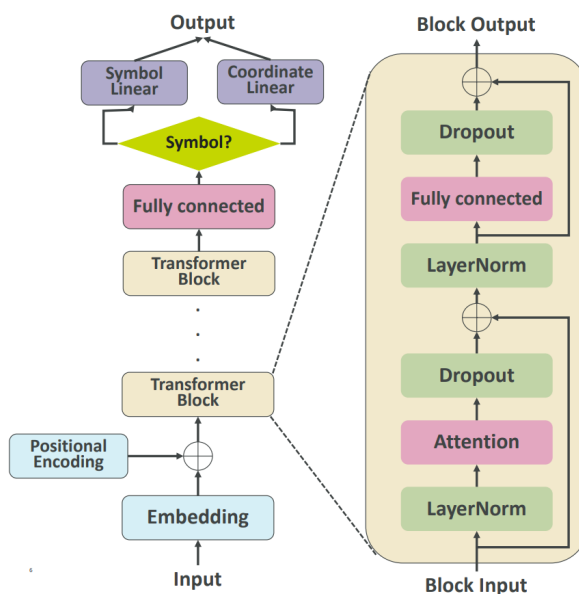 Output
Symbol
Linear
Coordinate
Linear
Symbol?
Fully connected
Transformer
Block
Transformer
Block
Positional
Encoding
Embedding
Input
6
Block Output
Dropout
Fully connected
LayerNorm
Dropout
Attention
LayerNorm
Block Input